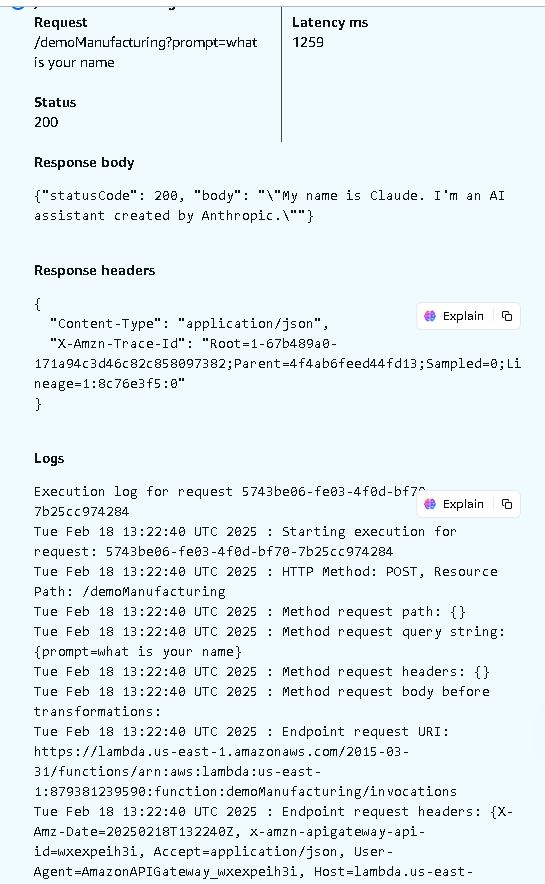 Request
/demoManufacturing?prompt=what
is your name
Latency ms
1259
Status
200
Response body
{"statusCode": 200, "body": "\"My name is Claude. I'm an AI
assistant created by Anthropic.\""}
Response headers
{
"Content-Type": "application/json",
"X-Amzn-Trace-Id": "Root=1-67b489a0-
171a94c3d46c82c858097382;Parent=4f4ab6feed44fd13;Sampled=0;Li
neage=1:8c76e3f5:0"
}
Explain
Logs
Execution log for request 5743be06-fe03-4f0d-bf70-
7b25cc974284
Explain
Tue Feb 18 13:22:40 UTC 2025 : Starting execution for
request: 5743be06-fe03-4f0d-bf70-7b25cc974284
Tue Feb 18 13:22:40 UTC 2025 : HTTP Method: POST, Resource
Path: /demoManufacturing
Tue Feb 18 13:22:40 UTC 2025 : Method request path: {}
Tue Feb 18 13:22:40 UTC 2025 : Method request query string:
{prompt=what is your name}
Tue Feb 18 13:22:40 UTC 2025 : Method request headers: {}
Tue Feb 18 13:22:40 UTC 2025 : Method request body before
transformations:
Tue Feb 18 13:22:40 UTC 2025 : Endpoint request URI:
https://lambda.us-east-1.amazonaws.com/2015-03-
31/functions/arn:aws:lambda:us-east-
1:879381239590:function:demoManufacturing/invocations
Tue Feb 18 13:22:40 UTC 2025 : Endpoint request headers: {X-
Amz-Date=20250218T132240Z, x-amzn-apigateway-api-
id=wxexpeih3i, Accept=application/json, User-
Agent=AmazonAPIGateway_wxexpeih3i, Host=lambda.us-east-